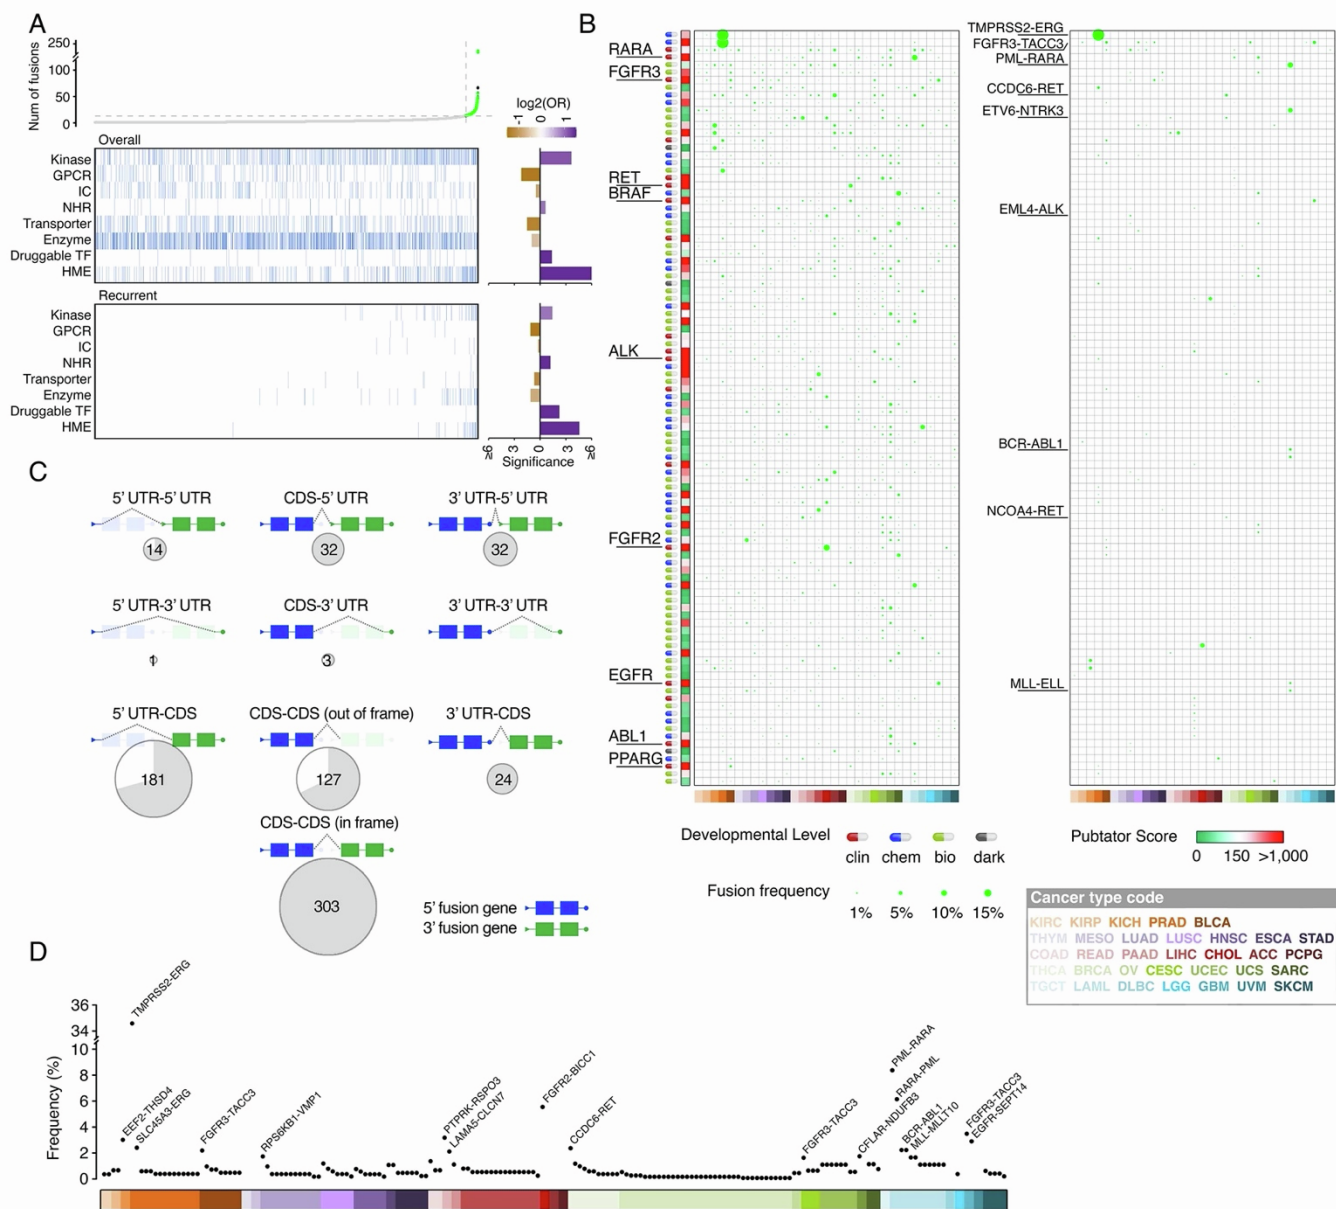 A
250
100
50
0
Num of fusions
log2(OR)
-1 0 1
Overall
Kinase
GPCR
IC
NHR
Transporter
Enzyme
Druggable TF
HME
Recurrent
Kinase
GPCR
IC
NHR
Transporter
Enzyme
Druggable TF
HME
≥6 3 0 3 ≥6
Significance
B
RARA
FGFR3
RET
BRAF
ALK
FGFR2
EGFR
ABL1
PPARG
TMPRSS2-ERG
FGFR3-TACC3
PML-RARA
CCDC6-RET
ETV6-NTRK3
EML4-ALK
BCR-ABL1
NCOA4-RET
MLL-ELL
Developmental Level
clin chem bio dark
Fusion frequency
1% 5% 10% 15%
Pubtator Score
0 150 >1,000
Cancer type code
KIRC KIRP KICH PRAD BLCA
THYM MESO LUAD LUSC HNSC ESCA STAD
COAD READ PAAD LIHC CHOL ACC PCPG
THCA BRCA OV CESC UCEC UCS SARC
TGCT LAML DLBC LGG GBM UVM SKCM
C
5' UTR-5' UTR
CDS-5' UTR
3' UTR-5' UTR
14
32
32
5' UTR-3' UTR
CDS-3' UTR
3' UTR-3' UTR
1
3
5' UTR-CDS
CDS-CDS (out of frame)
3' UTR-CDS
181
127
24
CDS-CDS (in frame)
303
5' fusion gene
3' fusion gene
D
Frequency (%)
36
34
10
8
6
4
2
0
TMPRSS2-ERG
EEF2-THSD4
SLC45A3-ERG
FGFR3-TACC3
RPS6KB1-VMP1
PTPRK-RSPO3
LAMA5-CLCN7
FGFR2-BICC1
CCDC6-RET
FGFR3-TACC3
CFLAR-NDUFB3
PML-RARA
RARA-PML
BCR-ABL1
MLL-MLLT10
FGFR3-TACC3
EGFR-SEPT14